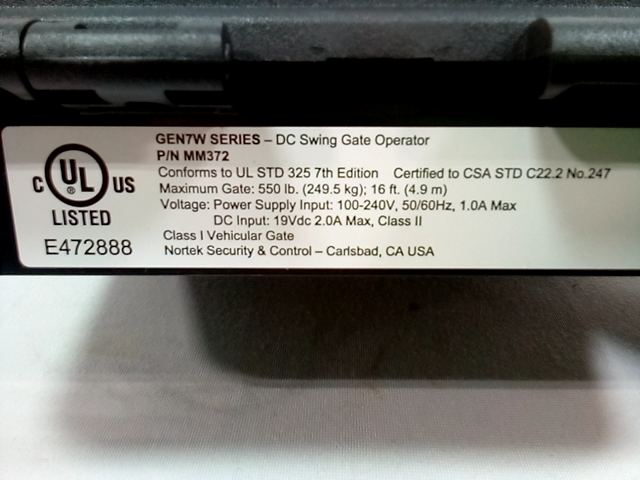 GEN7W SERIES – DC Swing Gate Operator
P/N MM372
Conforms to UL STD 325 7th Edition Certified to CSA STD C22.2 No.247
Maximum Gate: 550 lb. (249.5 kg); 16 ft. (4.9 m)
Voltage: Power Supply Input: 100-240V, 50/60Hz, 1.0A Max
DC Input: 19Vdc 2.0A Max, Class II
Class I Vehicular Gate
Nortek Security & Control – Carlsbad, CA USA
C UL ® US
LISTED
E472888